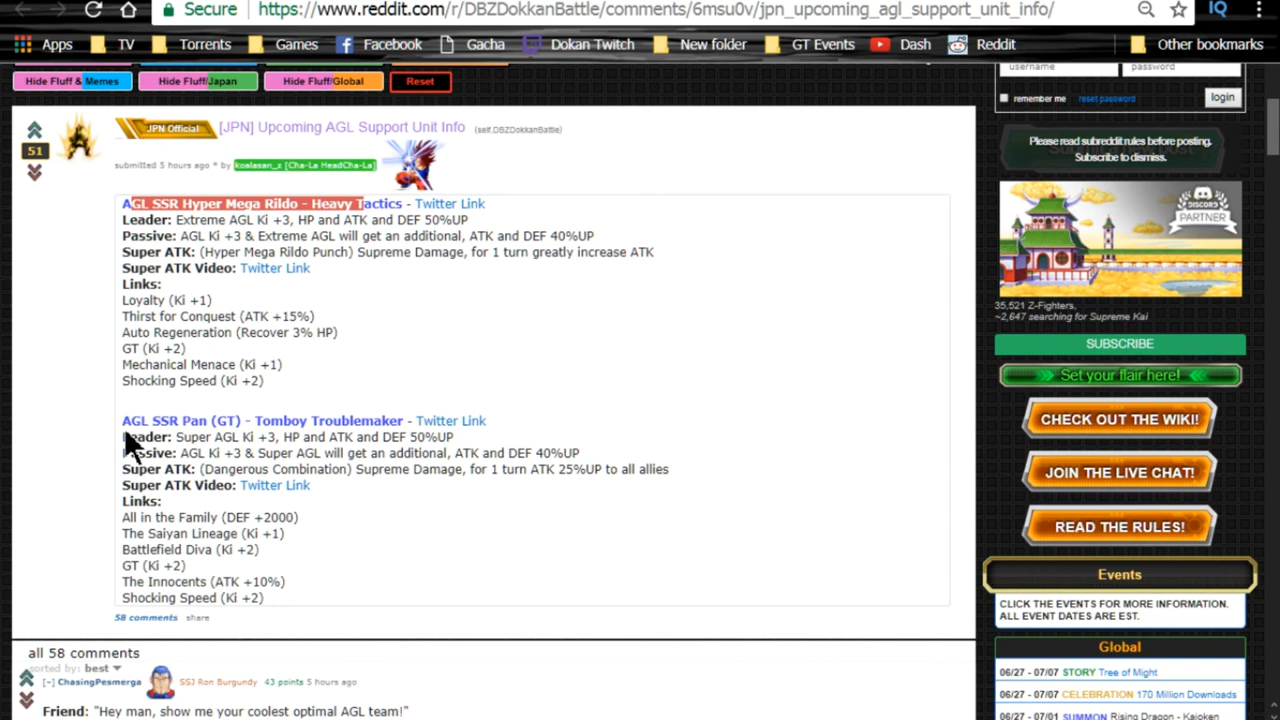 Secure https://www.reddit.com/r/DBZDokkanBattle/comments/6msu0v/jpn_upcoming_agl_support_unit_info/
Apps TV Torrents Games Facebook Gacha Dokan Twitch New folder GT Events Dash Reddit Other bookmarks
Hide Fluff & Memes Hide Fluff/Japan Hide Fluff/Global Reset
username password
remember me reset password login
51
JPN Official [JPN] Upcoming AGL Support Unit Info (self.DBZDokkanBattle)
submitted 5 hours ago * by koalasan_z [Cha-La HeadCha-La]
AGL SSR Hyper Mega Rildo - Heavy Tactics - Twitter Link
Leader: Extreme AGL Ki +3, HP and ATK and DEF 50%UP
Passive: AGL Ki +3 & Extreme AGL will get an additional, ATK and DEF 40%UP
Super ATK: (Hyper Mega Rildo Punch) Supreme Damage, for 1 turn greatly increase ATK
Super ATK Video: Twitter Link
Links:
Loyalty (Ki +1)
Thirst for Conquest (ATK +15%)
Auto Regeneration (Recover 3% HP)
GT (Ki +2)
Mechanical Menace (Ki +1)
Shocking Speed (Ki +2)
AGL SSR Pan (GT) - Tomboy Troublemaker - Twitter Link
Leader: Super AGL Ki +3, HP and ATK and DEF 50%UP
Passive: AGL Ki +3 & Super AGL will get an additional, ATK and DEF 40%UP
Super ATK: (Dangerous Combination) Supreme Damage, for 1 turn ATK 25%UP to all allies
Super ATK Video: Twitter Link
Links:
All in the Family (DEF +2000)
The Saiyan Lineage (Ki +1)
Battlefield Diva (Ki +2)
GT (Ki +2)
The Innocents (ATK +10%)
Shocking Speed (Ki +2)
58 comments share
all 58 comments
sorted by: best
[-] ChasingPesmerga SSJ Ron Burgundy 43 points 5 hours ago
Friend: "Hey man, show me your coolest optimal AGL team!"
Please read subreddit rules before posting.
Subscribe to dismiss.
DISCORD
PARTNER
35,521 Z-Fighters,
~2,647 searching for Supreme Kai
SUBSCRIBE
Set your flair here!
CHECK OUT THE WIKI!
JOIN THE LIVE CHAT!
READ THE RULES!
Events
CLICK THE EVENTS FOR MORE INFORMATION.
ALL EVENT DATES ARE EST.
Global
06/27 - 07/07 STORY Tree of Might
06/27 - 07/07 CELEBRATION 170 Million Downloads
06/27 - 07/01 SUMMON Rising Dragon - Kaioken